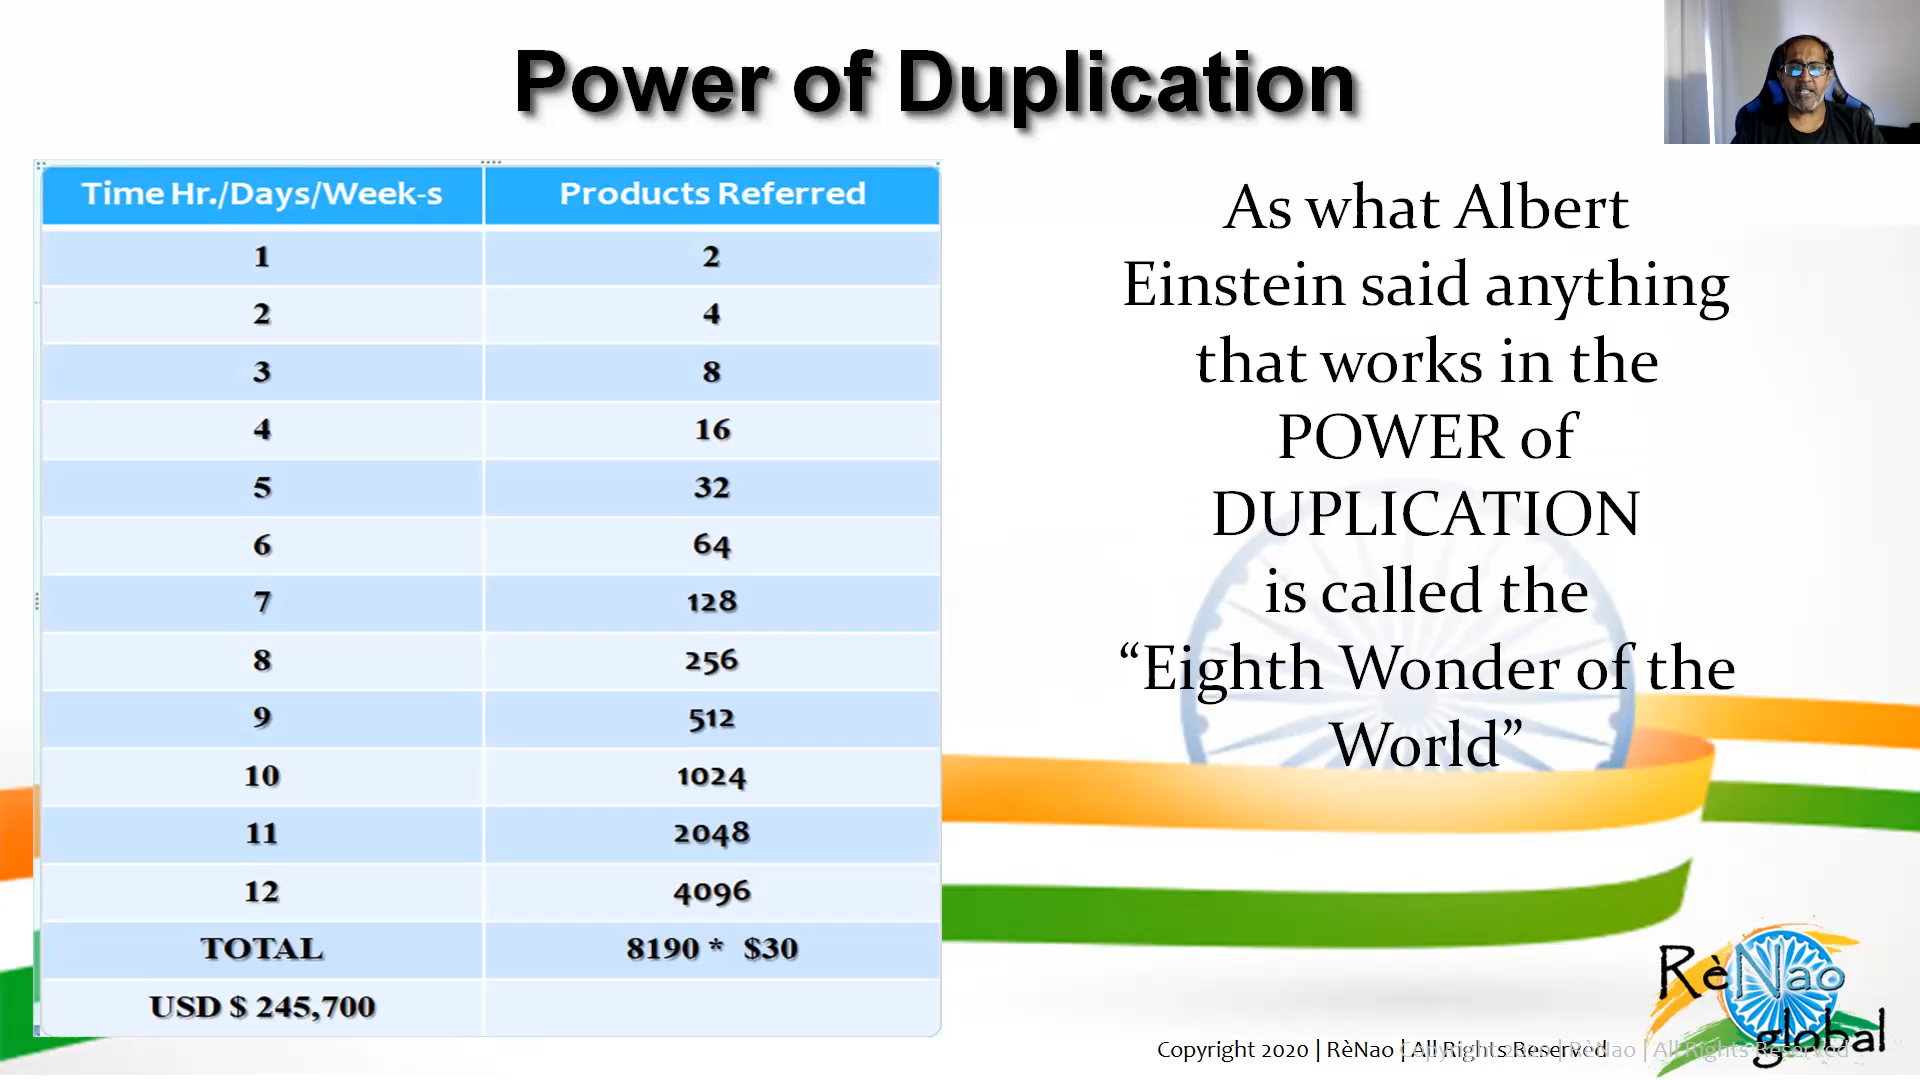 Power of Duplication
Time Hr./Days/Week-s Products Referred
1 2
2 4
3 8
4 16
5 32
6 64
7 128
8 256
9 512
10 1024
11 2048
12 4096
TOTAL 8190 * $30
USD $ 245,700
As what Albert
Einstein said anything
that works in the
POWER of
DUPLICATION
is called the
“Eighth Wonder of the
World”
RèNao
global
Copyright 2020 | RèNao | All Rights Reserved